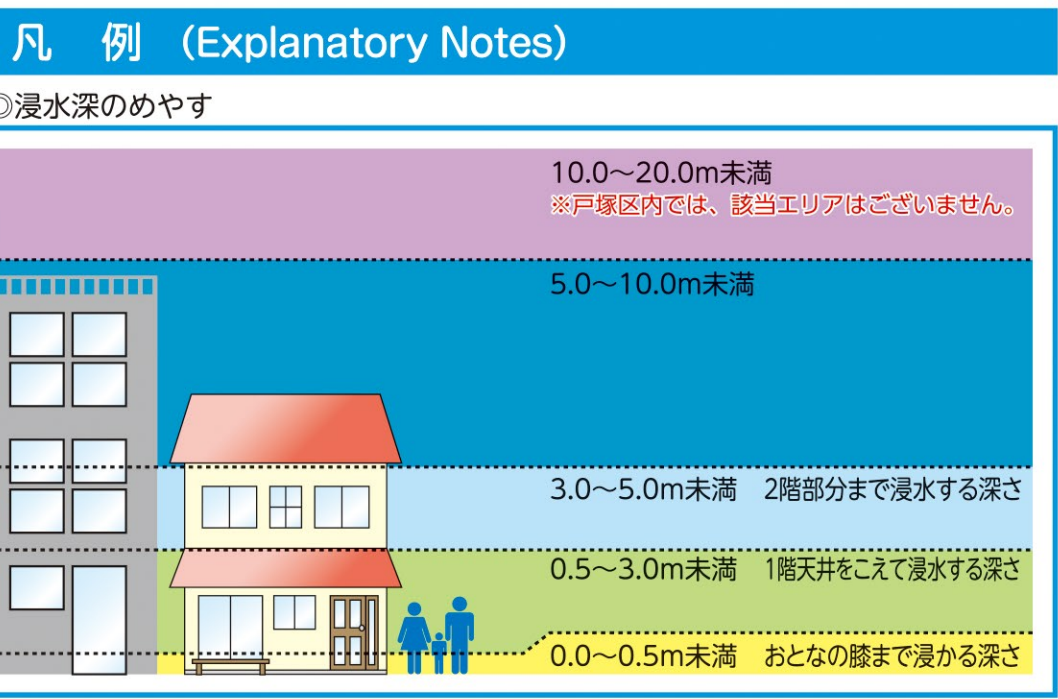 凡 例 (Explanatory Notes)
◎浸水深のめやす
10.0〜20.0m未満
※戸塚区内では、該当エリアはございません。
5.0〜10.0m未満
3.0〜5.0m未満 2階部分まで浸水する深さ
0.5〜3.0m未満 1階天井をこえて浸水する深さ
0.0〜0.5m未満 おとなの膝まで浸かる深さ